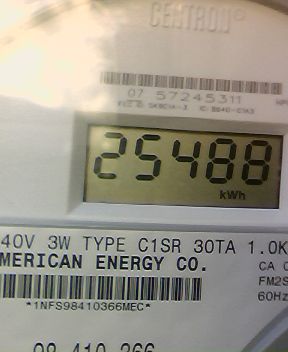 CENTRON®
07 57245311
25488
kWh
40V 3W TYPE C1SR 30TA 1.0K
MERICAN ENERGY CO.
CA 0
FM2S
60Hz
*1NFS98410366MEC*